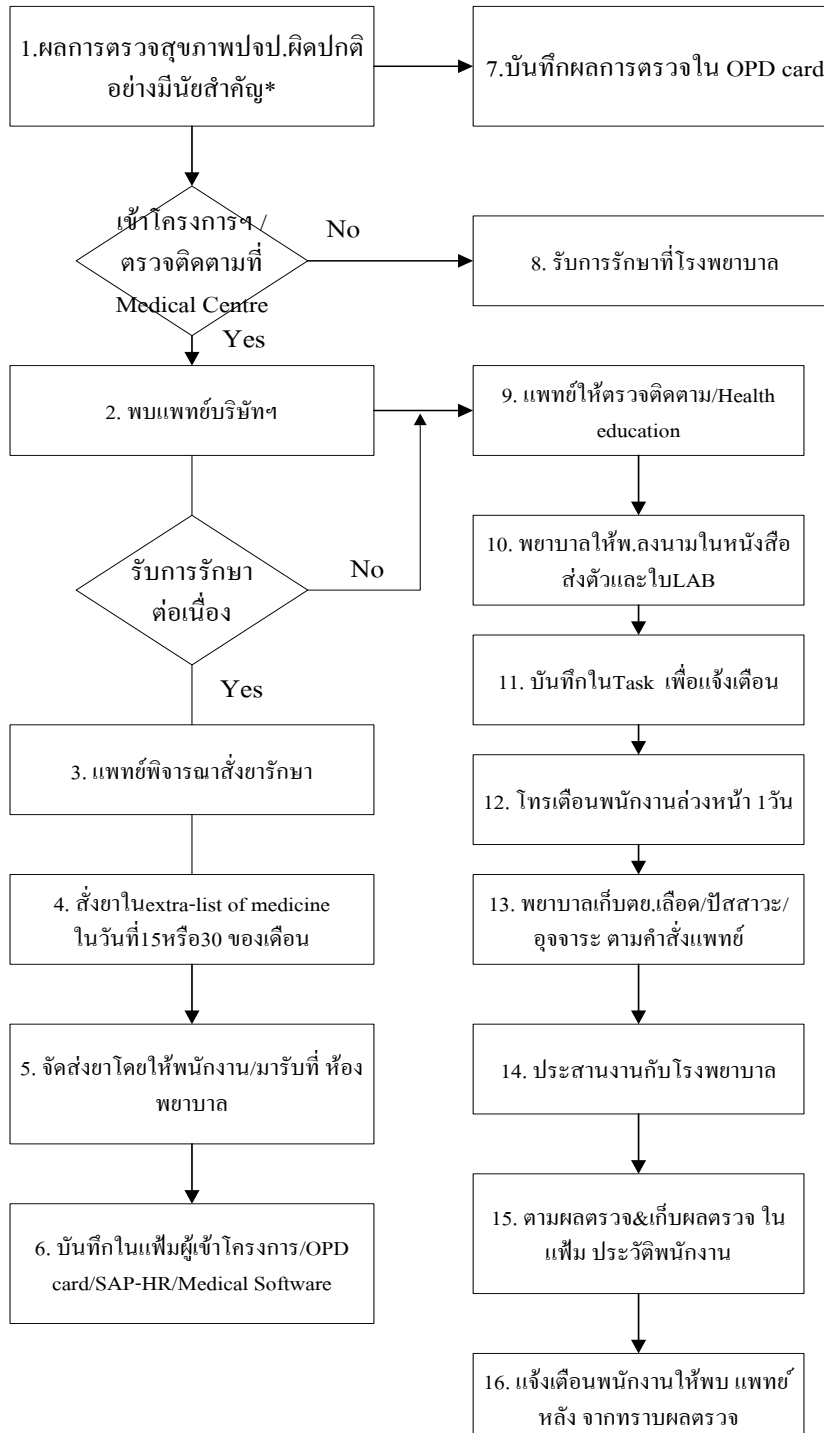 1.ผลการตรวจสุขภาพปจป.ผิดปกติ
อย่างมีนัยสำคัญ*
7.บันทึกผลการตรวจใน OPD card
เข้าโครงการฯ /
ตรวจติดตามที่
Medical Centre
No
8. รับการรักษาที่โรงพยาบาล
Yes
2. พบแพทย์บริษัทฯ
9. แพทย์ให้ตรวจติดตาม/Health
education
รับการรักษา
ต่อเนื่อง
No
10. พยาบาลให้พ.ลงนามในหนังสือ
ส่งตัวและใบLAB
Yes
11. บันทึกในTask เพื่อแจ้งเตือน
3. แพทย์พิจารณาสั่งยารักษา
12. โทรเตือนพนักงานล่วงหน้า 1วัน
4. สั่งยาในextra-list of medicine
ในวันที่15หรือ30 ของเดือน
13. พยาบาลเก็บตย.เลือด/ปัสสาวะ/
อุจจาระ ตามคำสั่งแพทย์
5. จัดส่งยาโดยให้พนักงาน/มารับที่ ห้อง
พยาบาล
14. ประสานงานกับโรงพยาบาล
6. บันทึกในแฟ้มผู้เข้าโครงการ/OPD
card/SAP-HR/Medical Software
15. ตามผลตรวจ&เก็บผลตรวจ ใน
แฟ้ม ประวัติพนักงาน
16. แจ้งเตือนพนักงานให้พบ แพทย์
หลัง จากทราบผลตรวจ